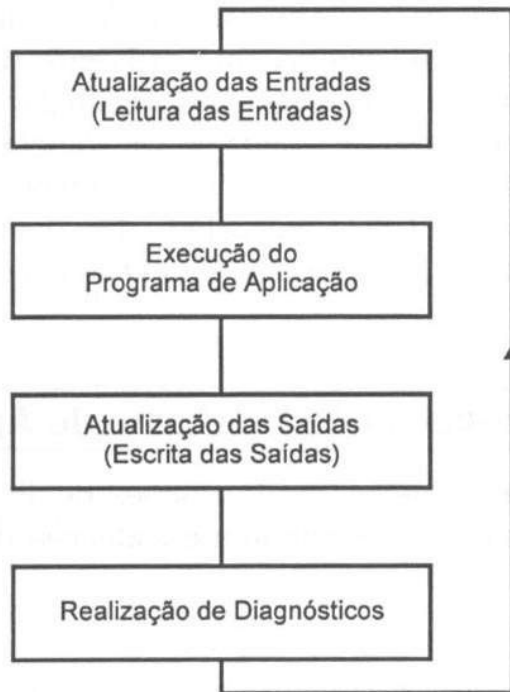 Atualização das Entradas
(Leitura das Entradas)
Execução do
Programa de Aplicação
Atualização das Saídas
(Escrita das Saídas)
Realização de Diagnósticos